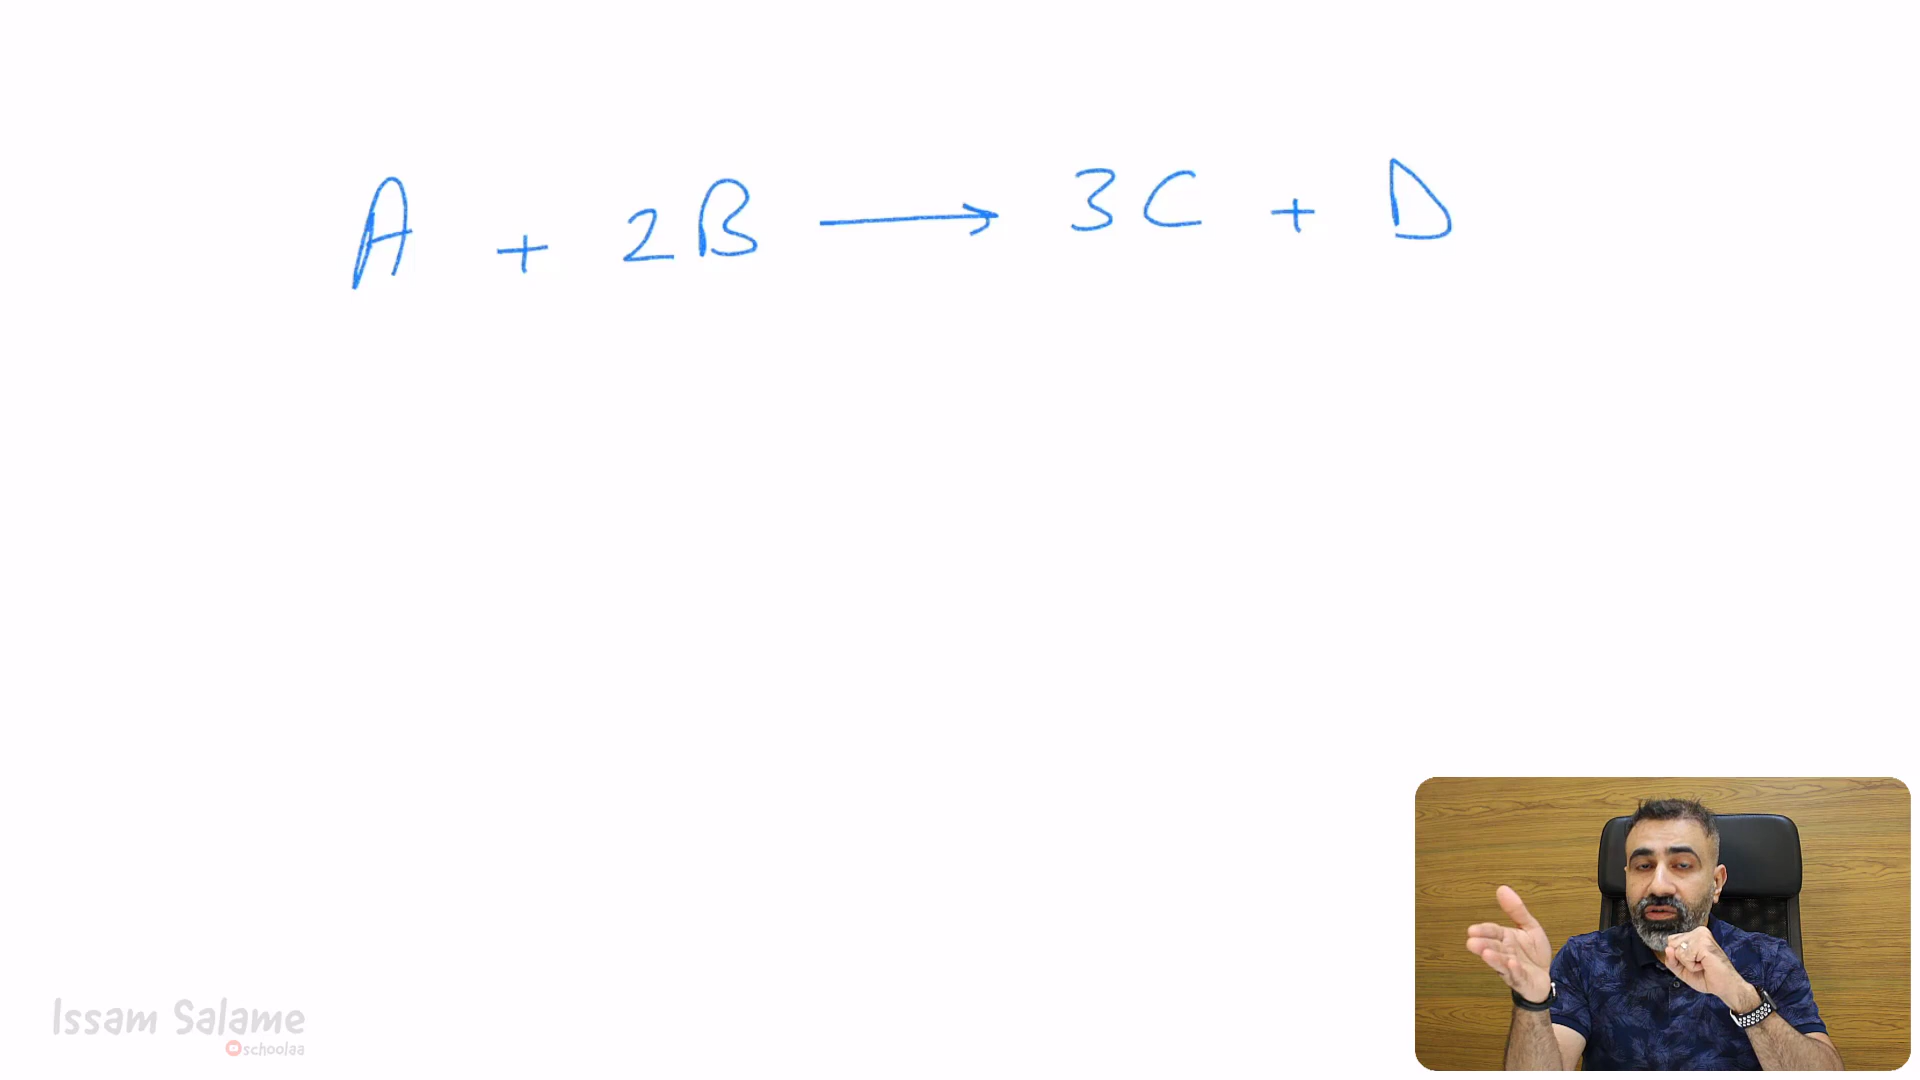 A + 2B → 3C + D
Issam Salame
schoolaa